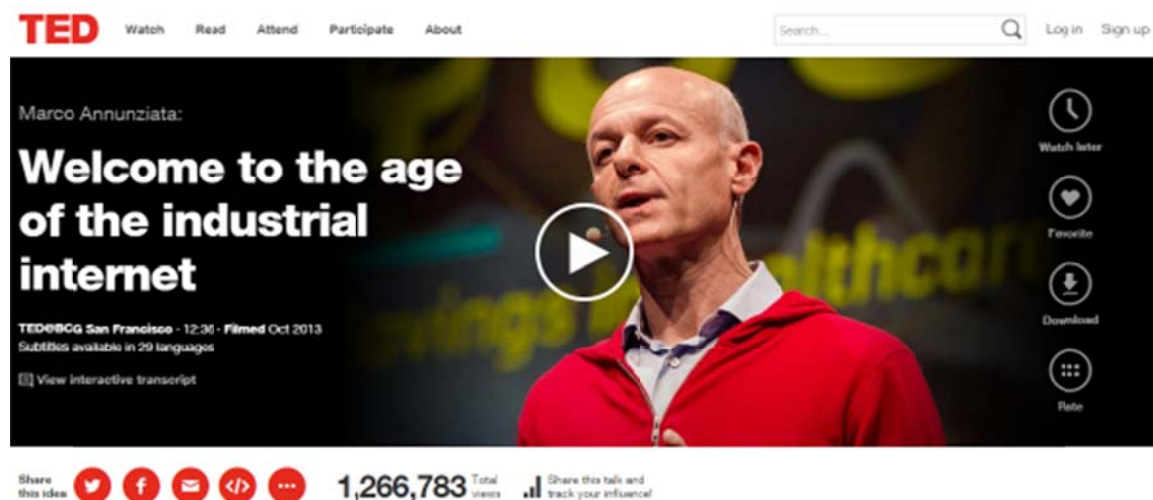 TED Watch Read Attend Participate About Search... Log in Sign up
Marco Annunziata:
Welcome to the age
of the industrial
internet
TED@BCG San Francisco · 12:36 · Filmed Oct 2013
Subtitles available in 29 languages
View interactive transcript
Watch later
Favorite
Download
Rate
Share
this idea
1,266,783 Total
views
Share this talk and
track your influence!